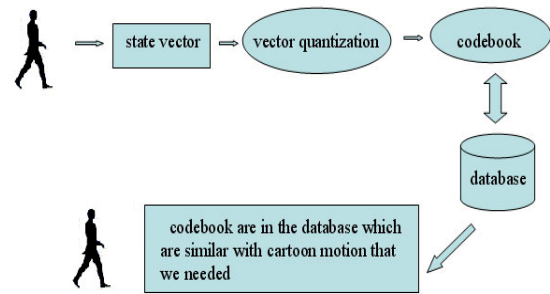 state vector
vector quantization
codebook
database
codebook are in the database which
are similar with cartoon motion that
we needed